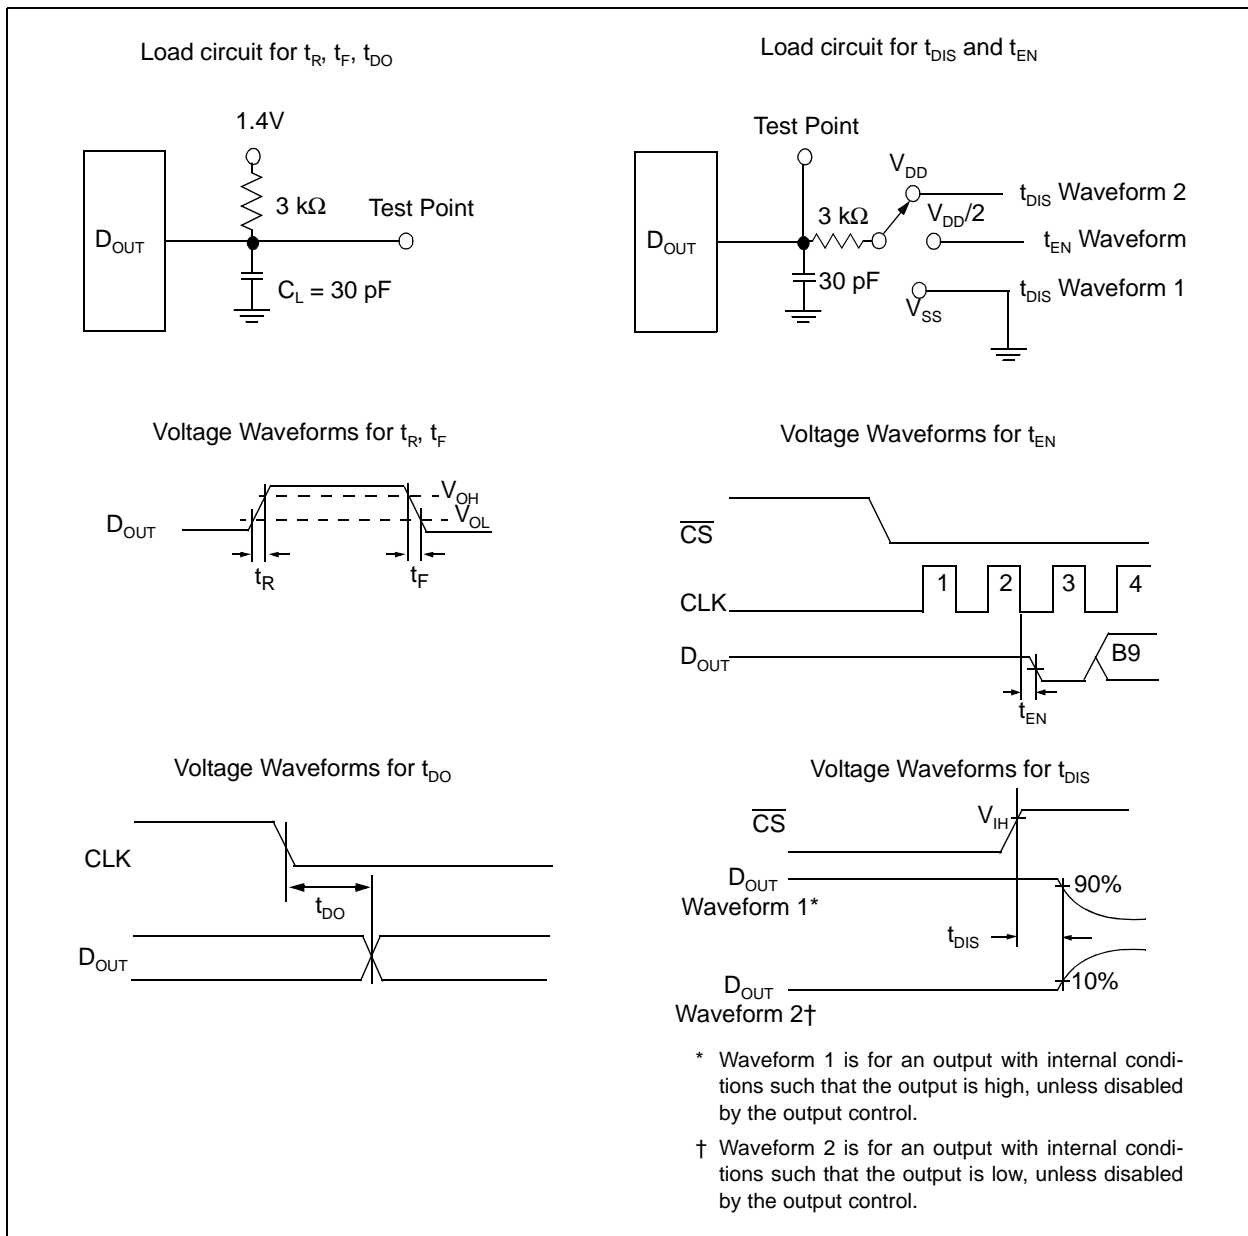 Load circuit for tR, tF, tDO
1.4V
3 kΩ
Test Point
DOUT
CL = 30 pF
Load circuit for tDIS and tEN
Test Point
VDD
tDIS Waveform 2
3 kΩ
VDD/2
DOUT
tEN Waveform
30 pF
tDIS Waveform 1
VSS
Voltage Waveforms for tR, tF
VOH
VOL
DOUT
tR
tF
Voltage Waveforms for tEN
CS
1 2 3 4
CLK
DOUT
B9
tEN
Voltage Waveforms for tDO
CLK
tDO
DOUT
Voltage Waveforms for tDIS
VIH
CS
DOUT
90%
Waveform 1*
tDIS
DOUT
10%
Waveform 2†
* Waveform 1 is for an output with internal condi-
tions such that the output is high, unless disabled
by the output control.
† Waveform 2 is for an output with internal condi-
tions such that the output is low, unless disabled
by the output control.